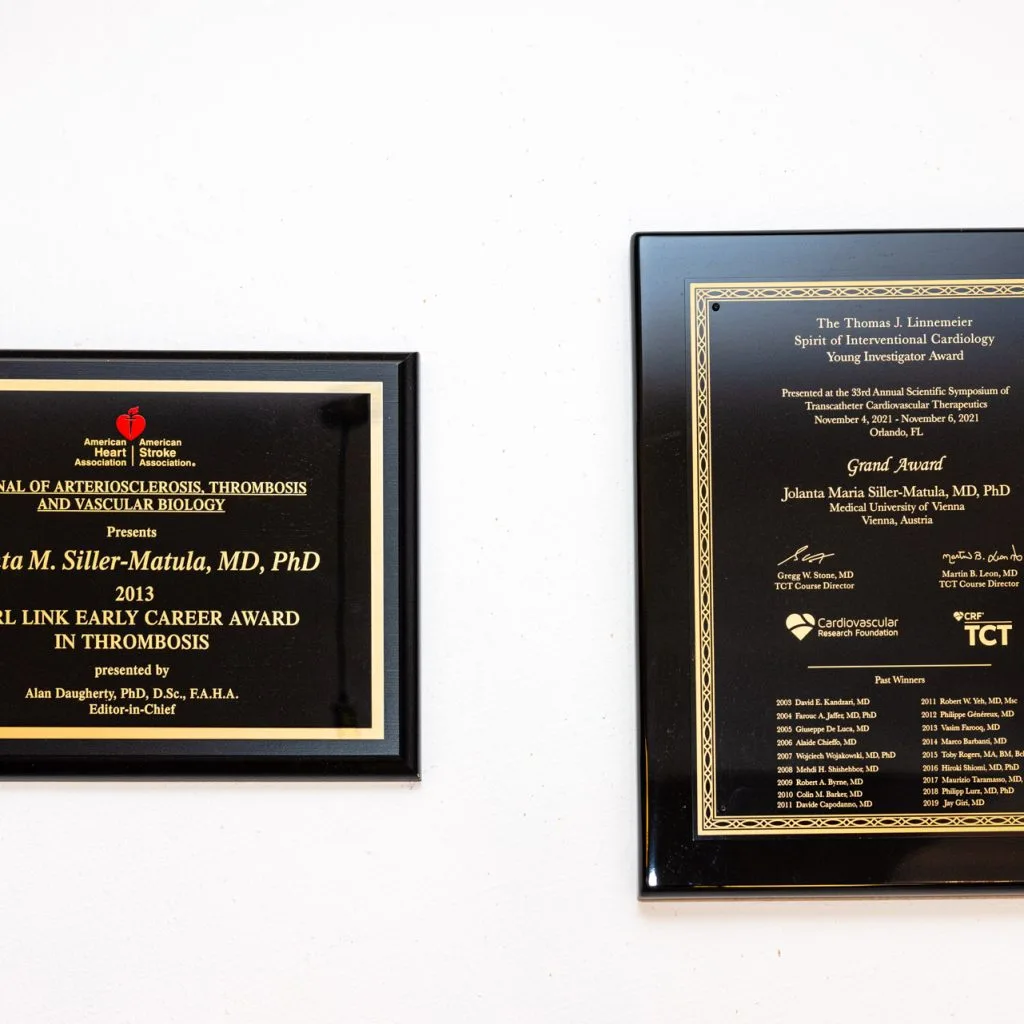 American American
Heart Stroke
Association Association®
NAL OF ARTERIOSCLEROSIS, THROMBOSIS
AND VASCULAR BIOLOGY
Presents
nta M. Siller-Matula, MD, PhD
2013
RL LINK EARLY CAREER AWARD
IN THROMBOSIS
presented by
Alan Daugherty, PhD, D.Sc., F.A.H.A.
Editor-in-Chief
The Thomas J. Linnemeier
Spirit of Interventional Cardiology
Young Investigator Award
Presented at the 33rd Annual Scientific Symposium of
Transcatheter Cardiovascular Therapeutics
November 4, 2021 - November 6, 2021
Orlando, FL
Grand Award
Jolanta Maria Siller-Matula, MD, PhD
Medical University of Vienna
Vienna, Austria
Martin B. Leon
Gregg W. Stone, MD
TCT Course Director
Martin B. Leon, MD
TCT Course Director
Cardiovascular
Research Foundation
CRF®
TCT
Past Winners
2003 David E. Kandzari, MD
2004 Farouc A. Jaffer, MD, PhD
2005 Giuseppe De Luca, MD
2006 Alaide Chieffo, MD
2007 Wojciech Wojakowski, MD, PhD
2008 Mehdi H. Shishehbor, MD
2009 Robert A. Byrne, MD
2010 Colin M. Barker, MD
2011 Davide Capodanno, MD
2011 Robert W. Yeh, MD, Msc
2012 Philippe Généreux, MD
2013 Vasim Farooq, MD
2014 Marco Barbanti, MD
2015 Toby Rogers, MA, BM, Bch
2016 Hiroki Shiomi, MD, PhD
2017 Maurizio Taramasso, MD,
2018 Philipp Lurz, MD, PhD
2019 Jay Giri, MD